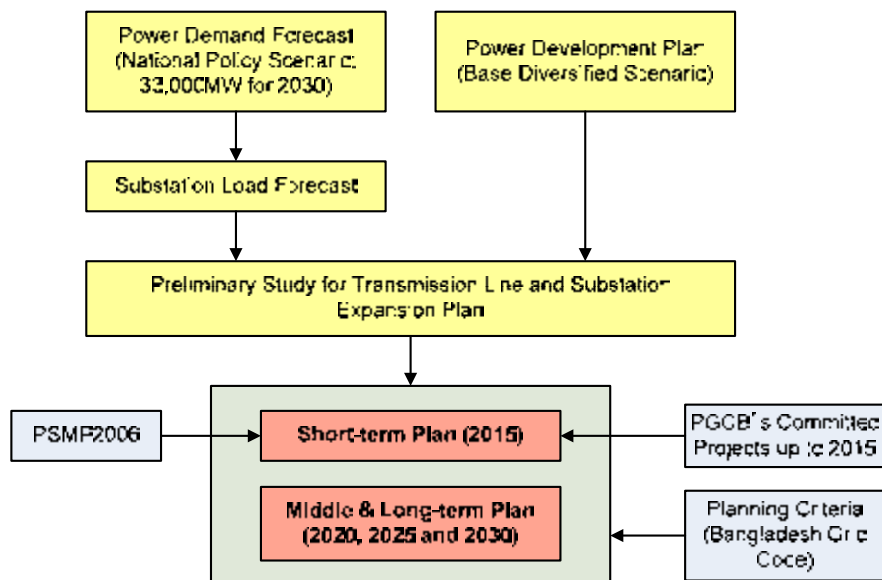 Power Demand Forecast
(National Policy Scenario;
33,000MW for 2030)
Power Development Plan
(Base Diversified Scenario)
Substation Load Forecast
Preliminary Study for Transmission Line and Substation
Expansion Plan
PSMP2006
Short-term Plan (2015)
PGCB's Committed
Projects up to 2015
Middle & Long-term Plan
(2020, 2025 and 2030)
Planning Criteria
(Bangladesh Grid
Code)